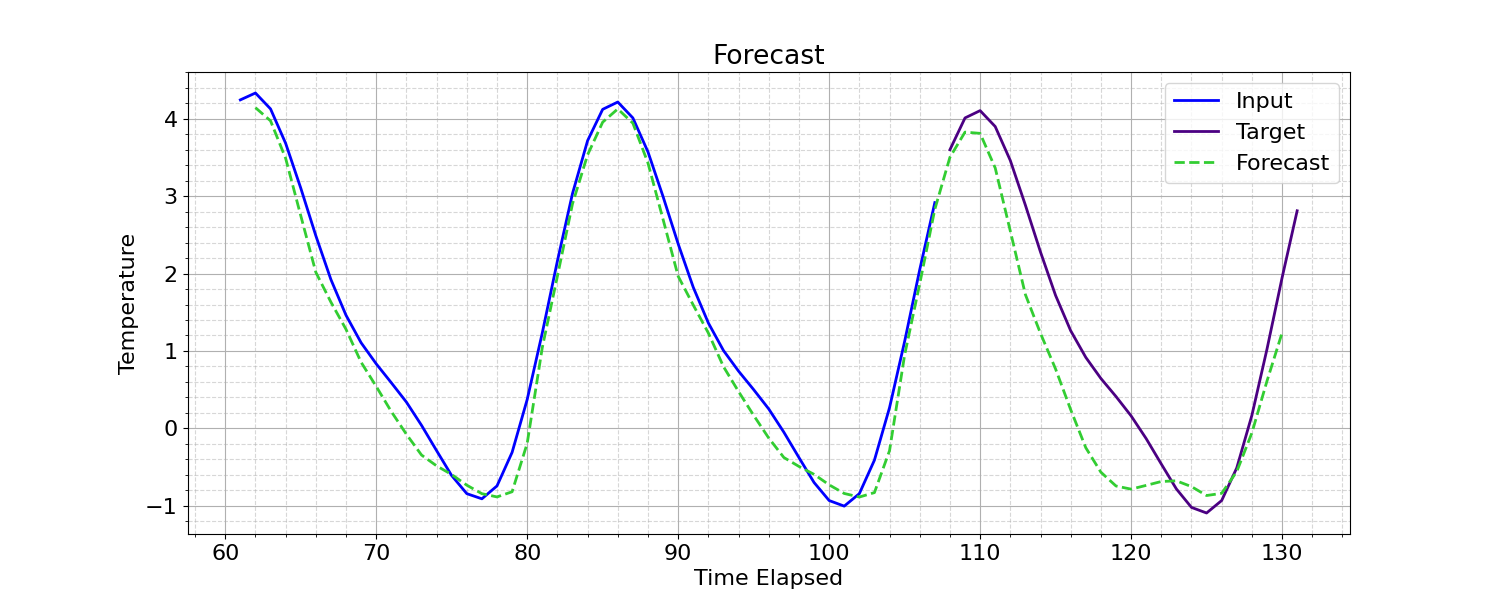 Forecast
Input
Target
Forecast
Temperature
4
3
2
1
0
−1
60 70 80 90 100 110 120 130
Time Elapsed